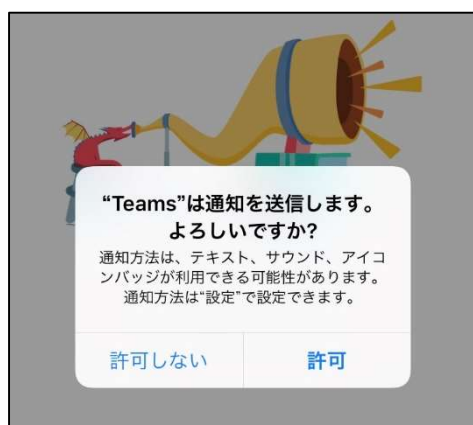 “Teams”は通知を送信します。
よろしいですか?
通知方法は、テキスト、サウンド、アイコ
ンバッジが利用できる可能性があります。
通知方法は“設定”で設定できます。
許可しない
許可